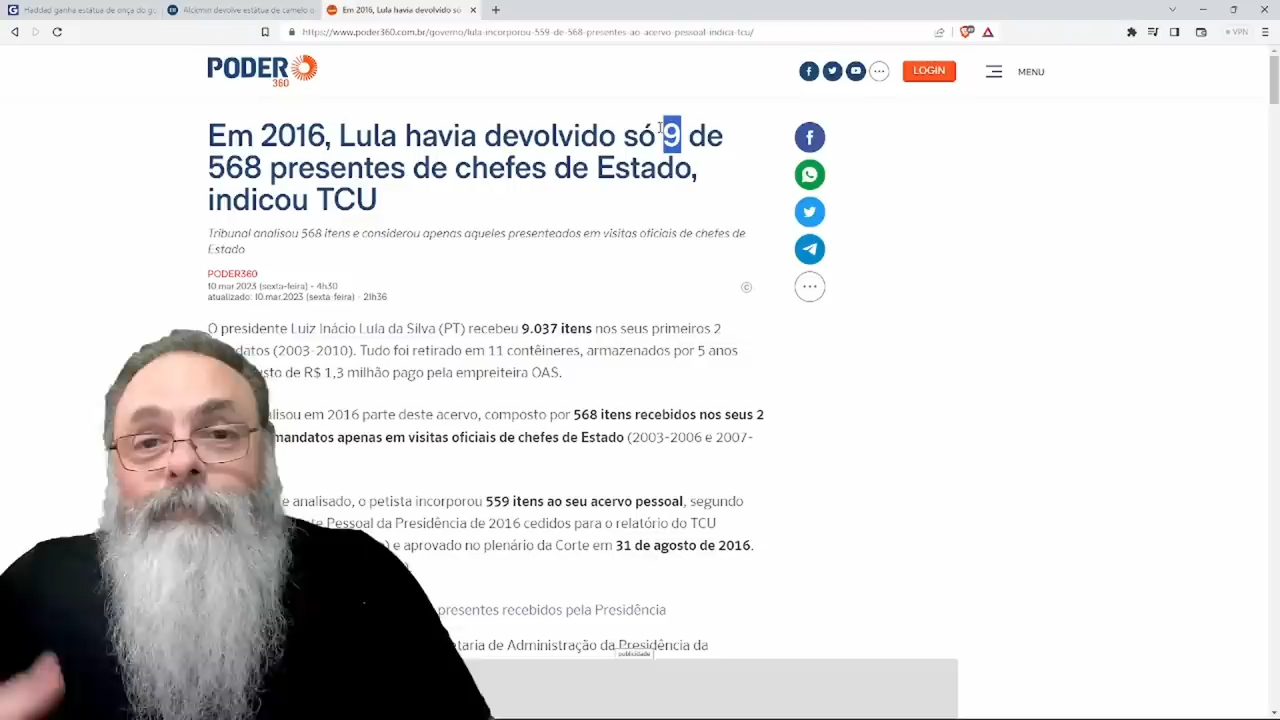 Haddad ganha estátua de onça do g
Alckmin devolve estátua de camelo o
Em 2016, Lula havia devolvido só
https://www.poder360.com.br/governo/lula-incorporou-559-de-568-presentes-ao-acervo-pessoal-indica-tcu/
VPN
PODER
360
LOGIN
MENU
Em 2016, Lula havia devolvido só 9 de
568 presentes de chefes de Estado,
indicou TCU
Tribunal analisou 568 itens e considerou apenas aqueles presenteados em visitas oficiais de chefes de
Estado
PODER360
10.mar.2023 (sexta-feira) - 4h30
atualizado: 10.mar.2023 (sexta-feira) - 21h36
O presidente Luiz Inácio Lula da Silva (PT) recebeu 9.037 itens nos seus primeiros 2
datos (2003-2010). Tudo foi retirado em 11 contêineres, armazenados por 5 anos
sto de R$ 1,3 milhão pago pela empreiteira OAS.
lisou em 2016 parte deste acervo, composto por 568 itens recebidos nos seus 2
mandatos apenas em visitas oficiais de chefes de Estado (2003-2006 e 2007-
e analisado, o petista incorporou 559 itens ao seu acervo pessoal, segundo
te Pessoal da Presidência de 2016 cedidos para o relatório do TCU
) e aprovado no plenário da Corte em 31 de agosto de 2016.
presentes recebidos pela Presidência
etaria de Administração da Presidência da
publicidade